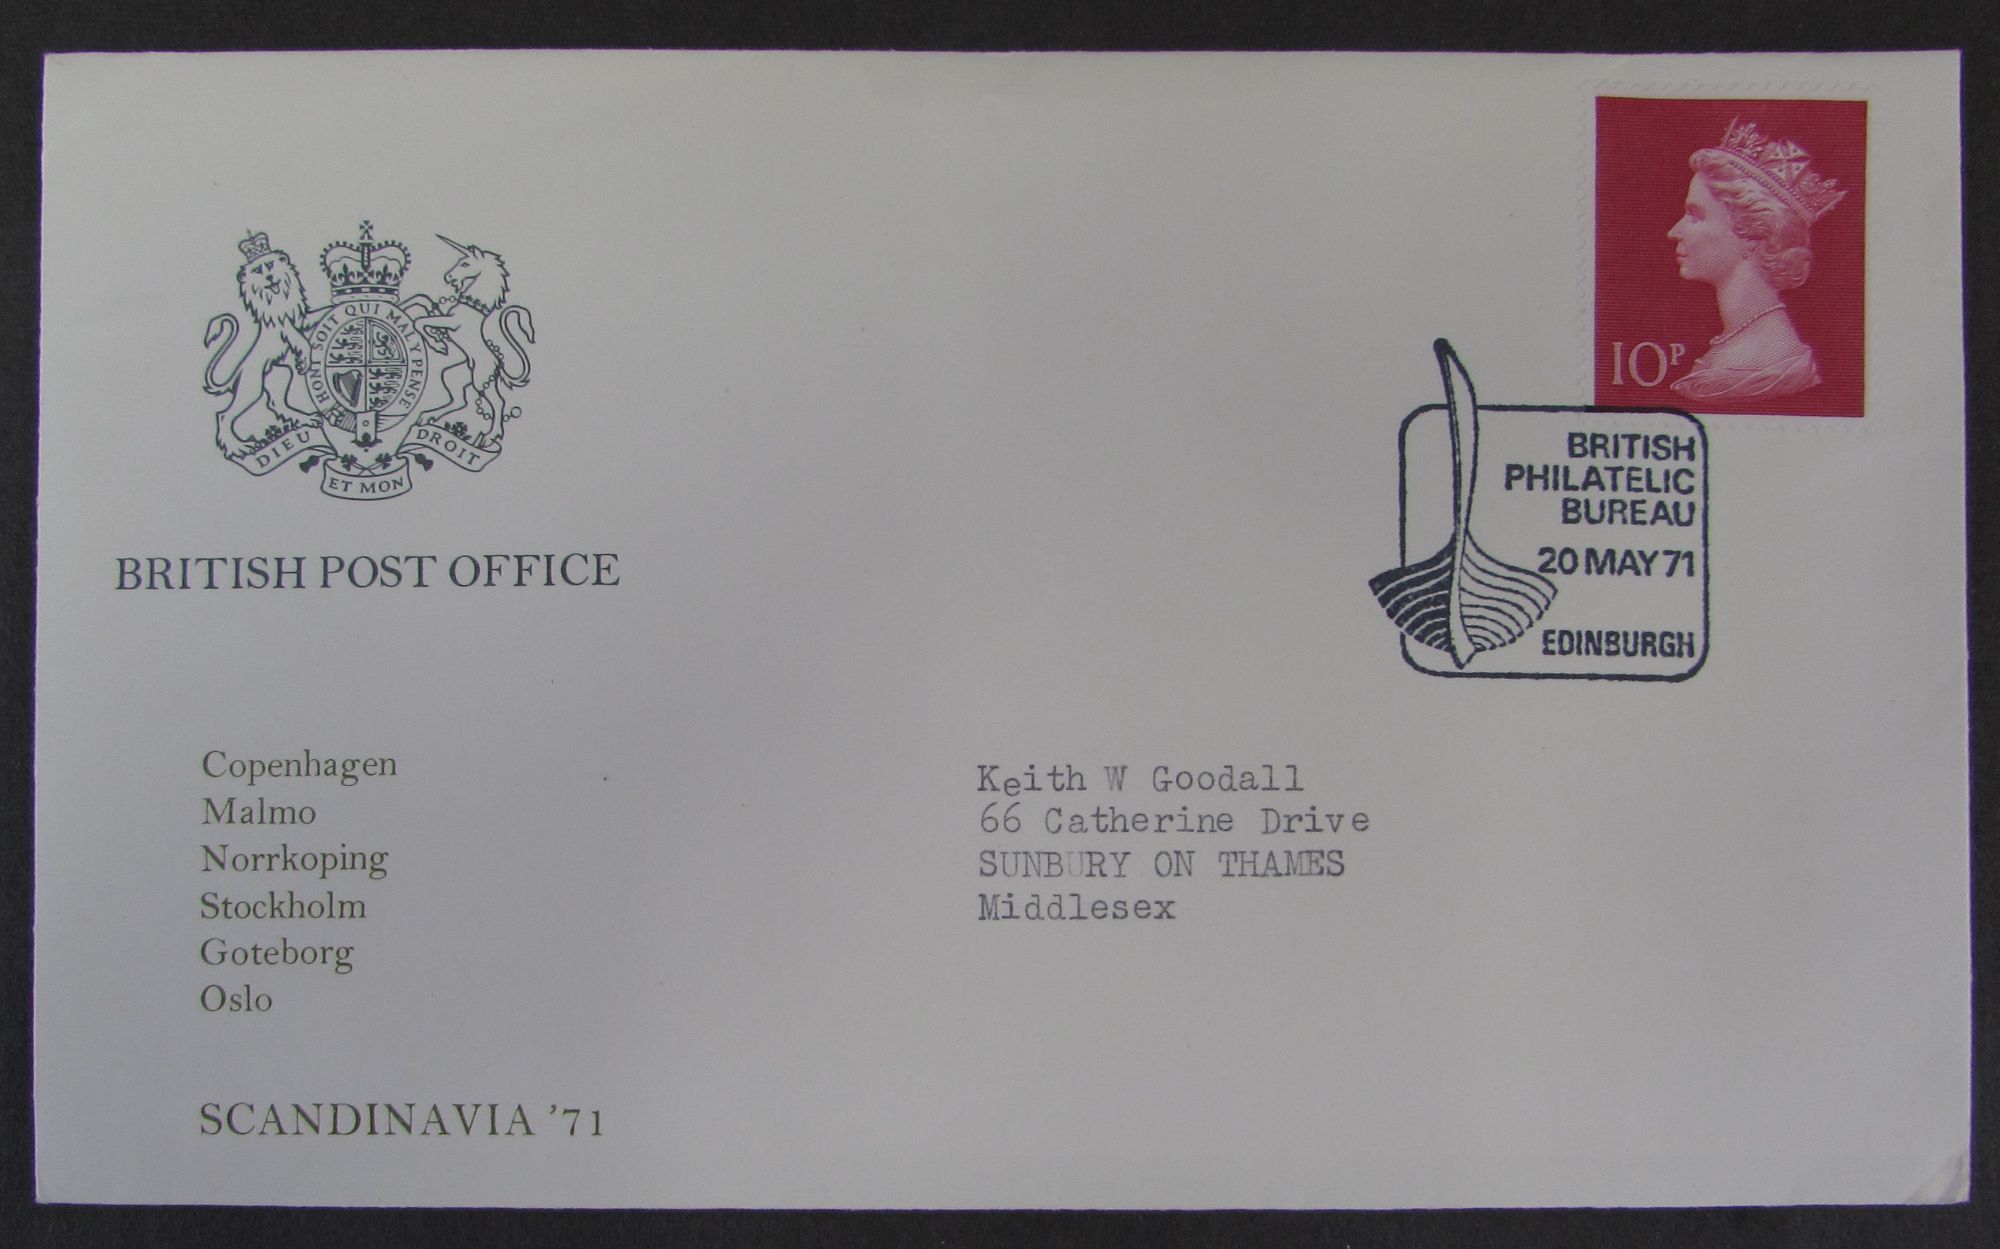 HONI SOIT QUI MAL Y PENSE
DIEU ET MON DROIT
BRITISH POST OFFICE
10P
BRITISH
PHILATELIC
BUREAU
20 MAY 71
EDINBURGH
Copenhagen
Malmo
Norrkoping
Stockholm
Goteborg
Oslo
SCANDINAVIA '71
Keith W Goodall
66 Catherine Drive
SUNBURY ON THAMES
Middlesex